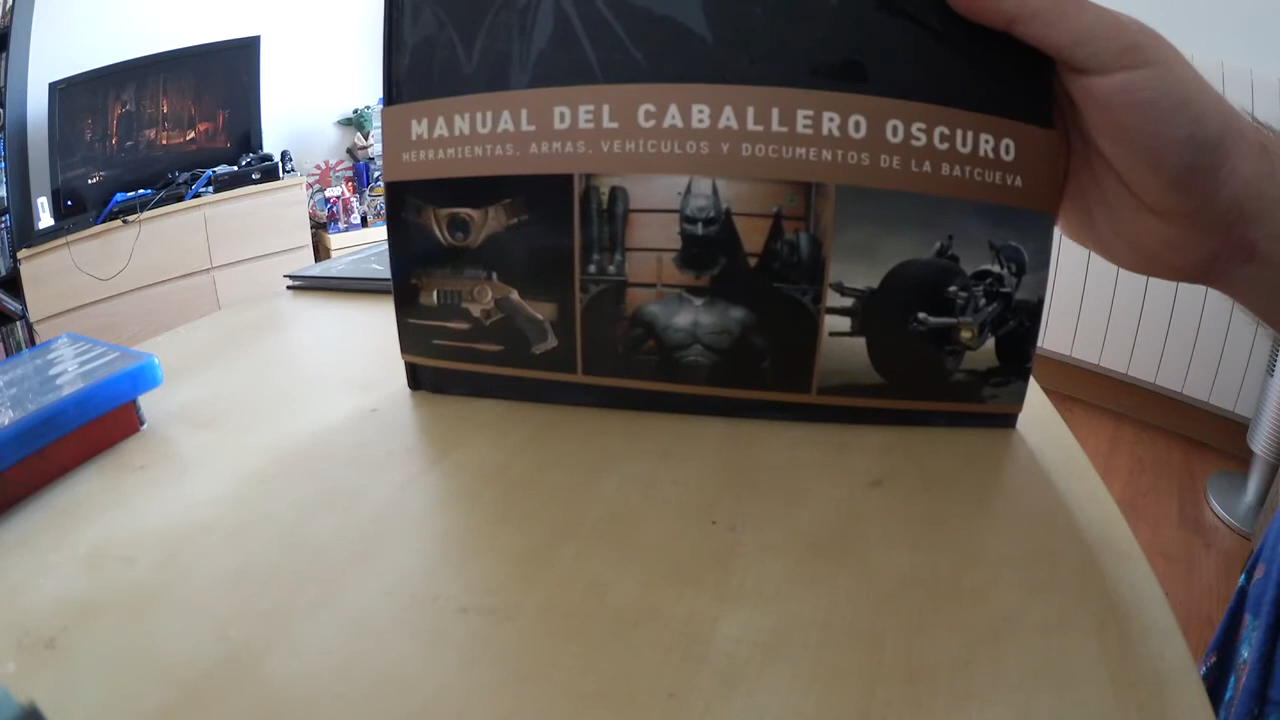 MANUAL DEL CABALLERO OSCURO
HERRAMIENTAS, ARMAS, VEHÍCULOS Y DOCUMENTOS DE LA BATCUEVA